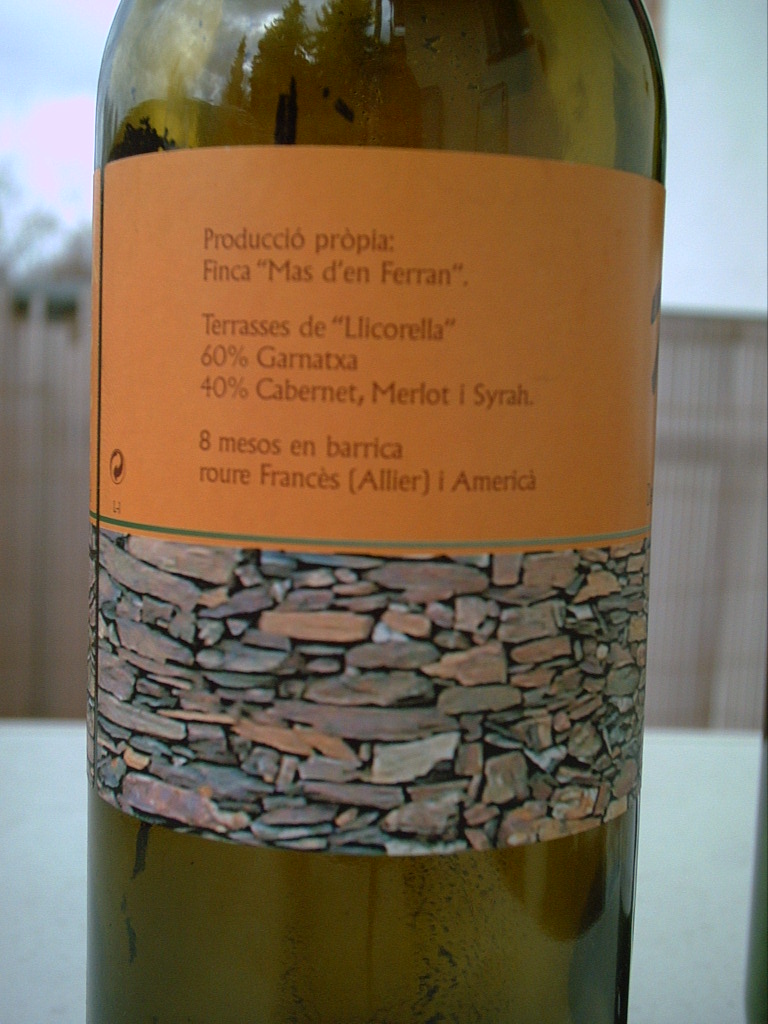 Producció pròpia:
Finca "Mas d'en Ferran".
Terrasses de "Llicorella"
60% Garnatxa
40% Cabernet, Merlot i Syrah.
8 mesos en barrica
roure Francès (Allier) i Americà